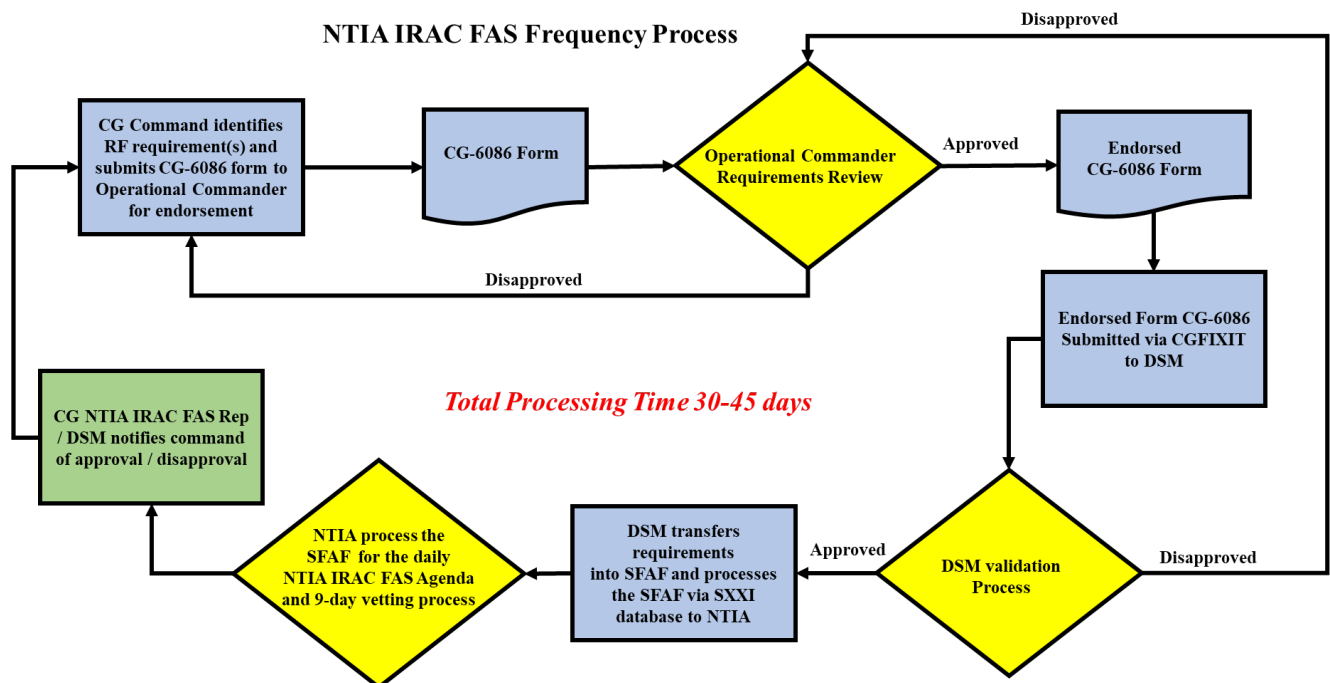 NTIA IRAC FAS Frequency Process
Disapproved
CG Command identifies
RF requirement(s) and
submits CG-6086 form to
Operational Commander
for endorsement
CG-6086 Form
Operational Commander
Requirements Review
Approved
Endorsed
CG-6086 Form
Disapproved
Endorsed Form CG-6086
Submitted via CGFIXIT
to DSM
Total Processing Time 30-45 days
CG NTIA IRAC FAS Rep
/ DSM notifies command
of approval / disapproval
NTIA process the
SFAF for the daily
NTIA IRAC FAS Agenda
and 9-day vetting process
DSM transfers
requirements
into SFAF and processes
the SFAF via SXXI
database to NTIA
Approved
DSM validation
Process
Disapproved